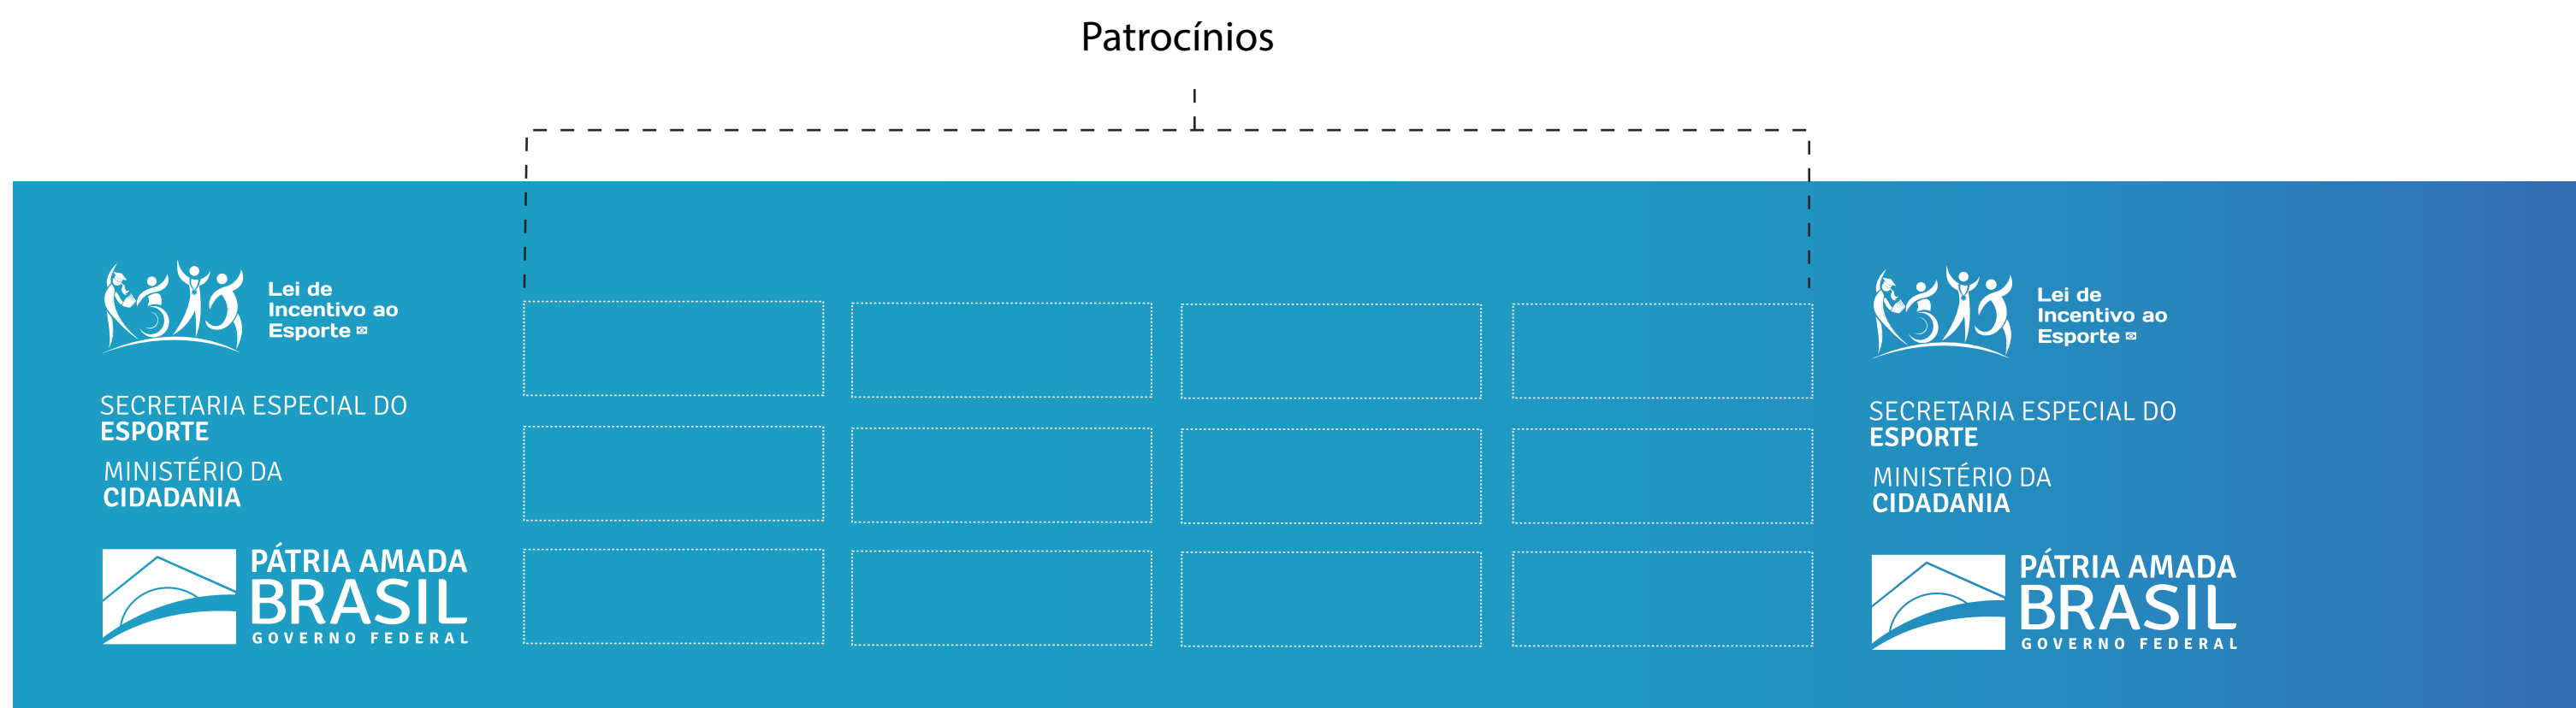 Patrocínios
Lei de
Incentivo ao
Esporte
SECRETARIA ESPECIAL DO
ESPORTE
MINISTÉRIO DA
CIDADANIA
PÁTRIA AMADA
BRASIL
GOVERNO FEDERAL
Lei de
Incentivo ao
Esporte
SECRETARIA ESPECIAL DO
ESPORTE
MINISTÉRIO DA
CIDADANIA
PÁTRIA AMADA
BRASIL
GOVERNO FEDERAL